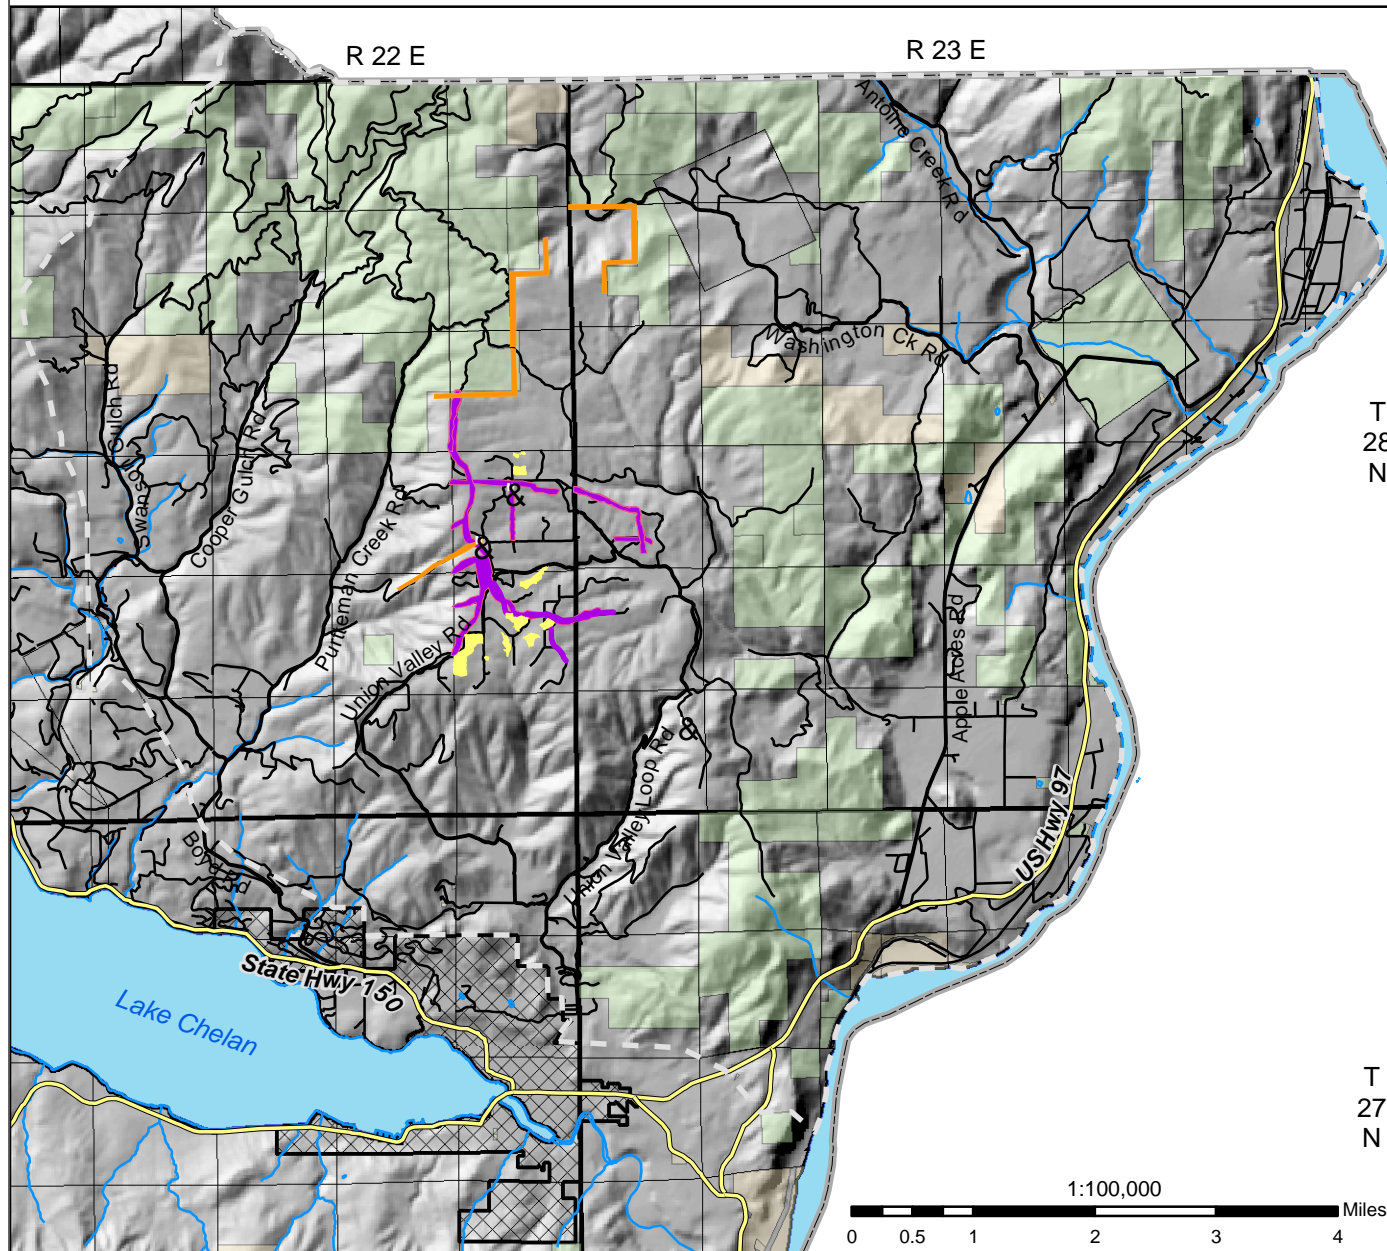 R 22 E
R 23 E
Antoine Creek Rd
Washington Ck Rd
T
28
N
Swanson Gulch Rd
Cooper Gulch Rd
Purtteman Creek Rd
&
&
Union Valley Rd
Apple Acres Rd
&
Union Valley Loop Rd
US Hwy 97
Boyd Rd
State Hwy 150
Lake Chelan
T
27
N
1:100,000
Miles
0 0.5 1 2 3 4